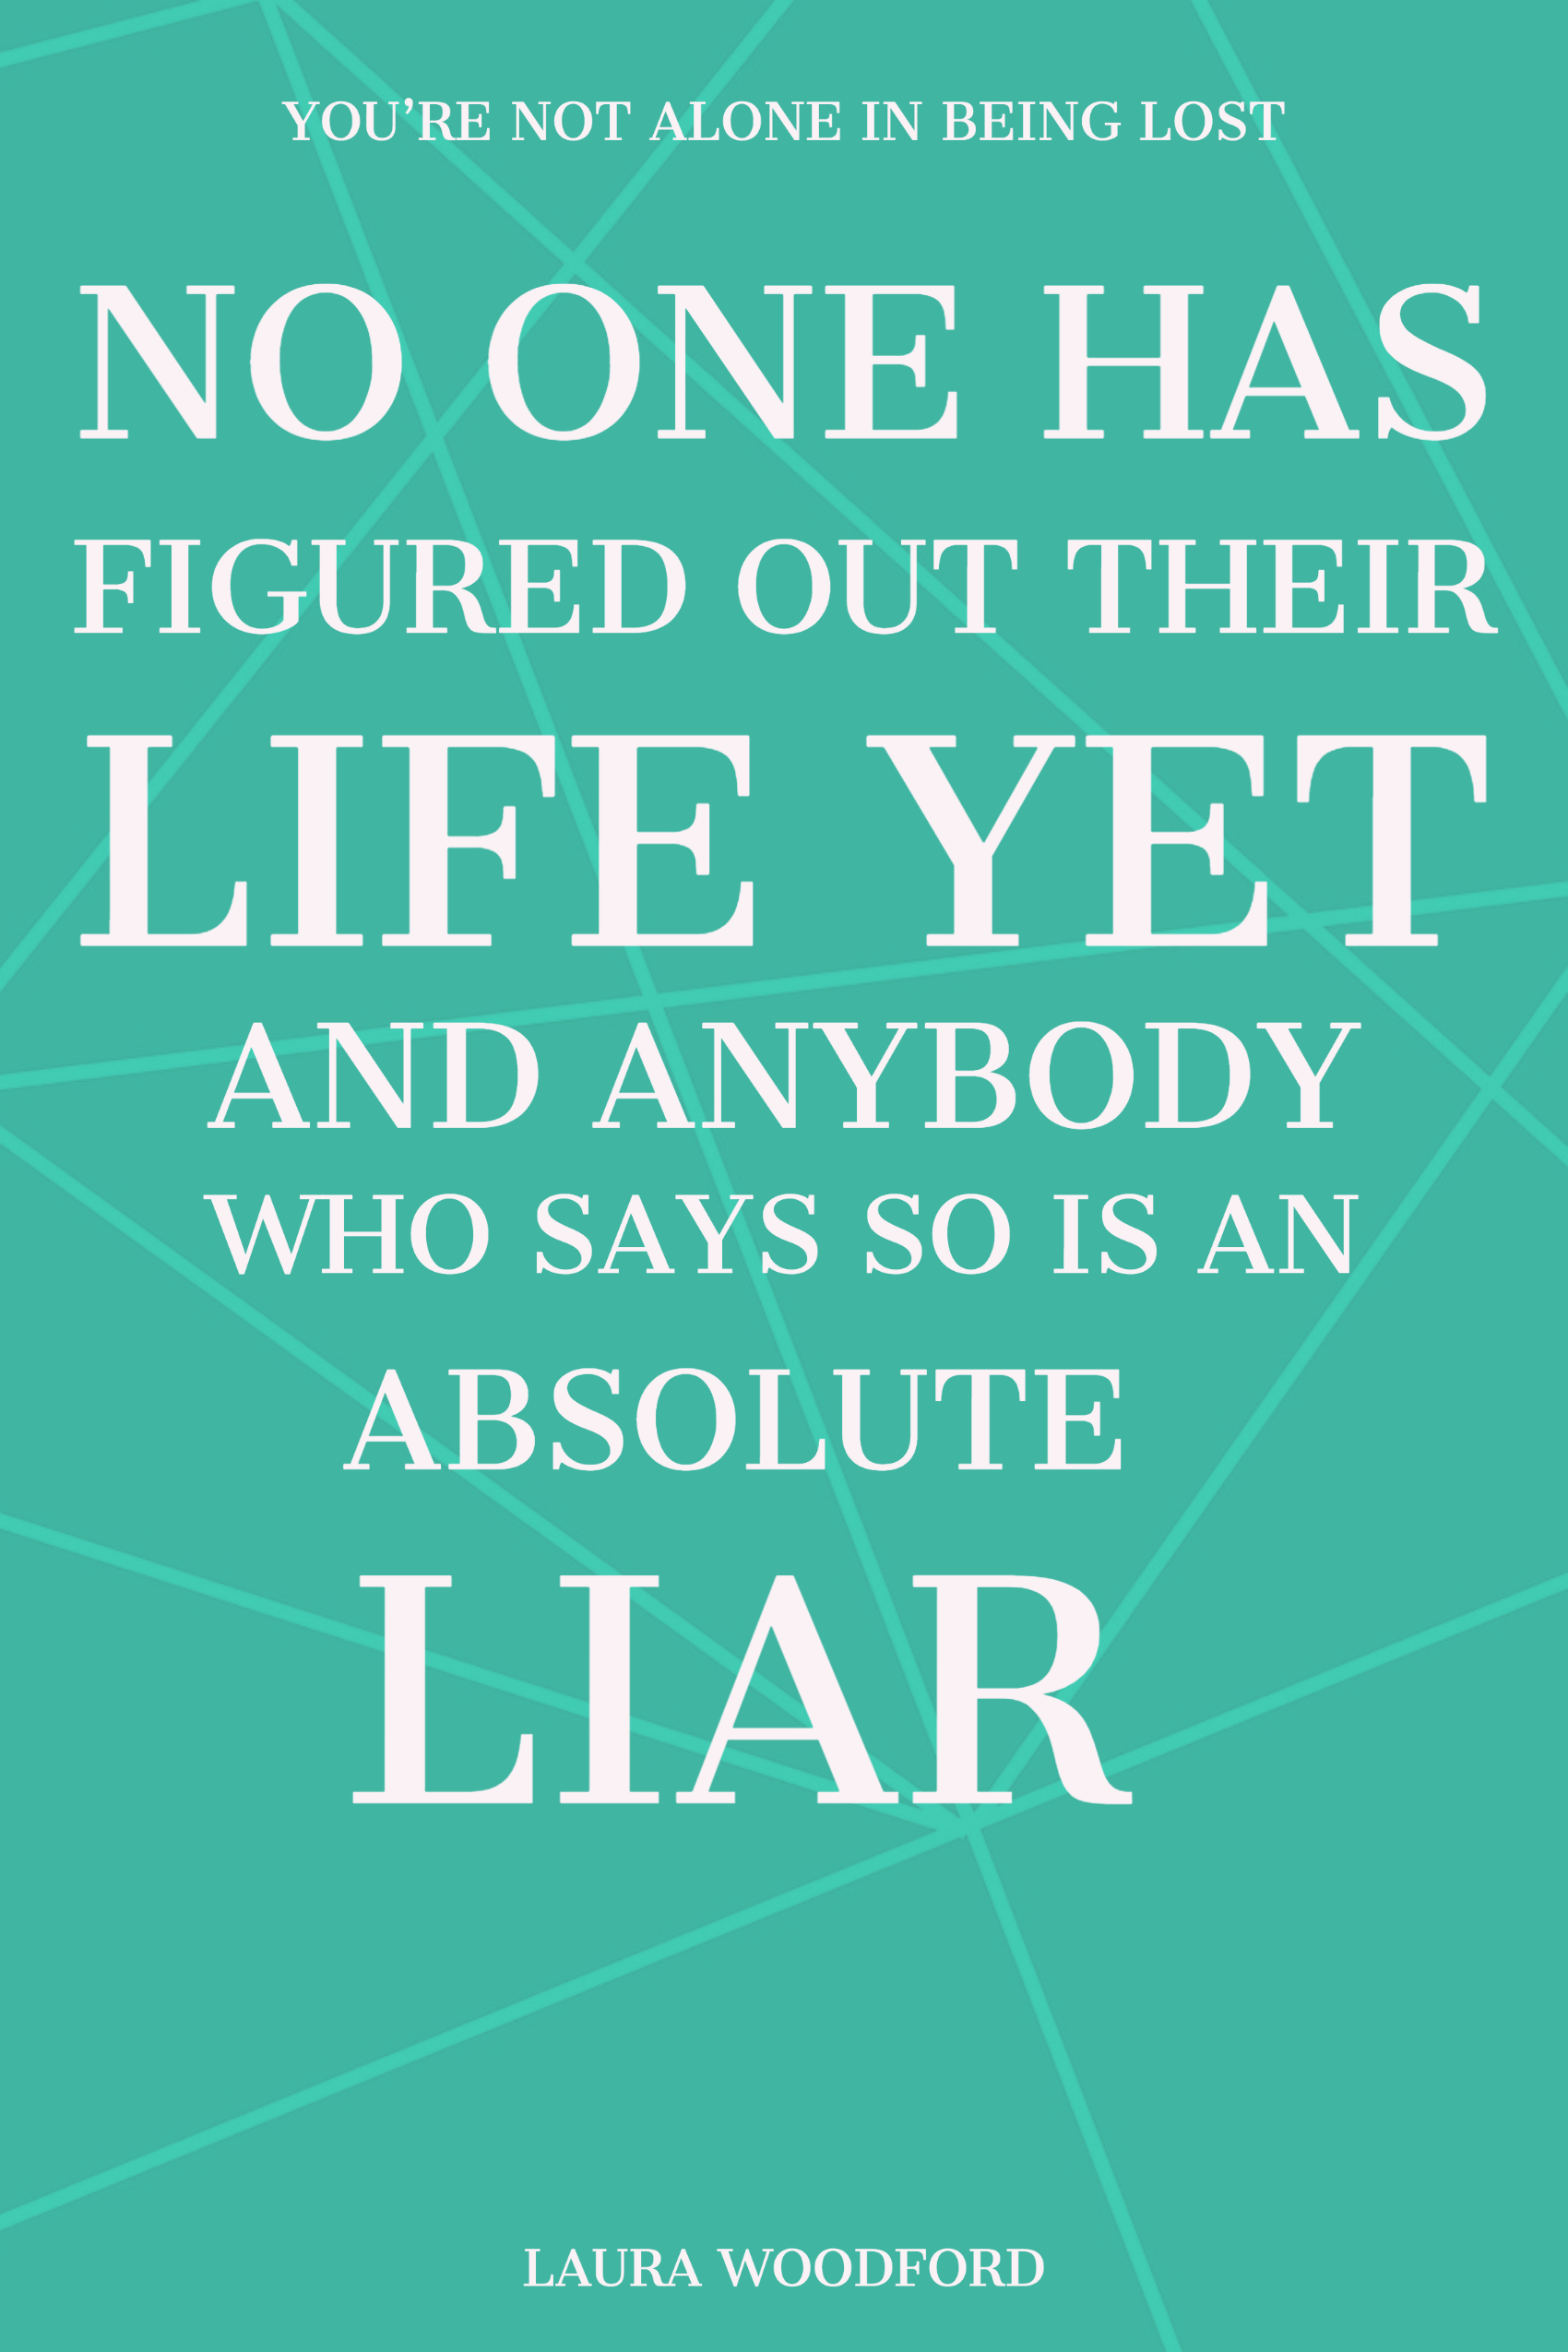 YOU'RE NOT ALONE IN BEING LOST
NO ONE HAS
FIGURED OUT THEIR
LIFE YET
AND ANYBODY
WHO SAYS SO IS AN
ABSOLUTE
LIAR
LAURA WOODFORD